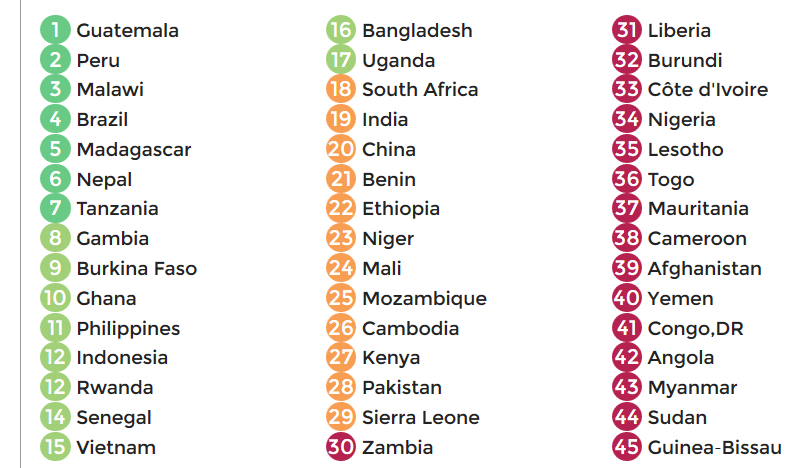 1 Guatemala
2 Peru
3 Malawi
4 Brazil
5 Madagascar
6 Nepal
7 Tanzania
8 Gambia
9 Burkina Faso
10 Ghana
11 Philippines
12 Indonesia
12 Rwanda
14 Senegal
15 Vietnam
16 Bangladesh
17 Uganda
18 South Africa
19 India
20 China
21 Benin
22 Ethiopia
23 Niger
24 Mali
25 Mozambique
26 Cambodia
27 Kenya
28 Pakistan
29 Sierra Leone
30 Zambia
31 Liberia
32 Burundi
33 Côte d'Ivoire
34 Nigeria
35 Lesotho
36 Togo
37 Mauritania
38 Cameroon
39 Afghanistan
40 Yemen
41 Congo,DR
42 Angola
43 Myanmar
44 Sudan
45 Guinea-Bissau